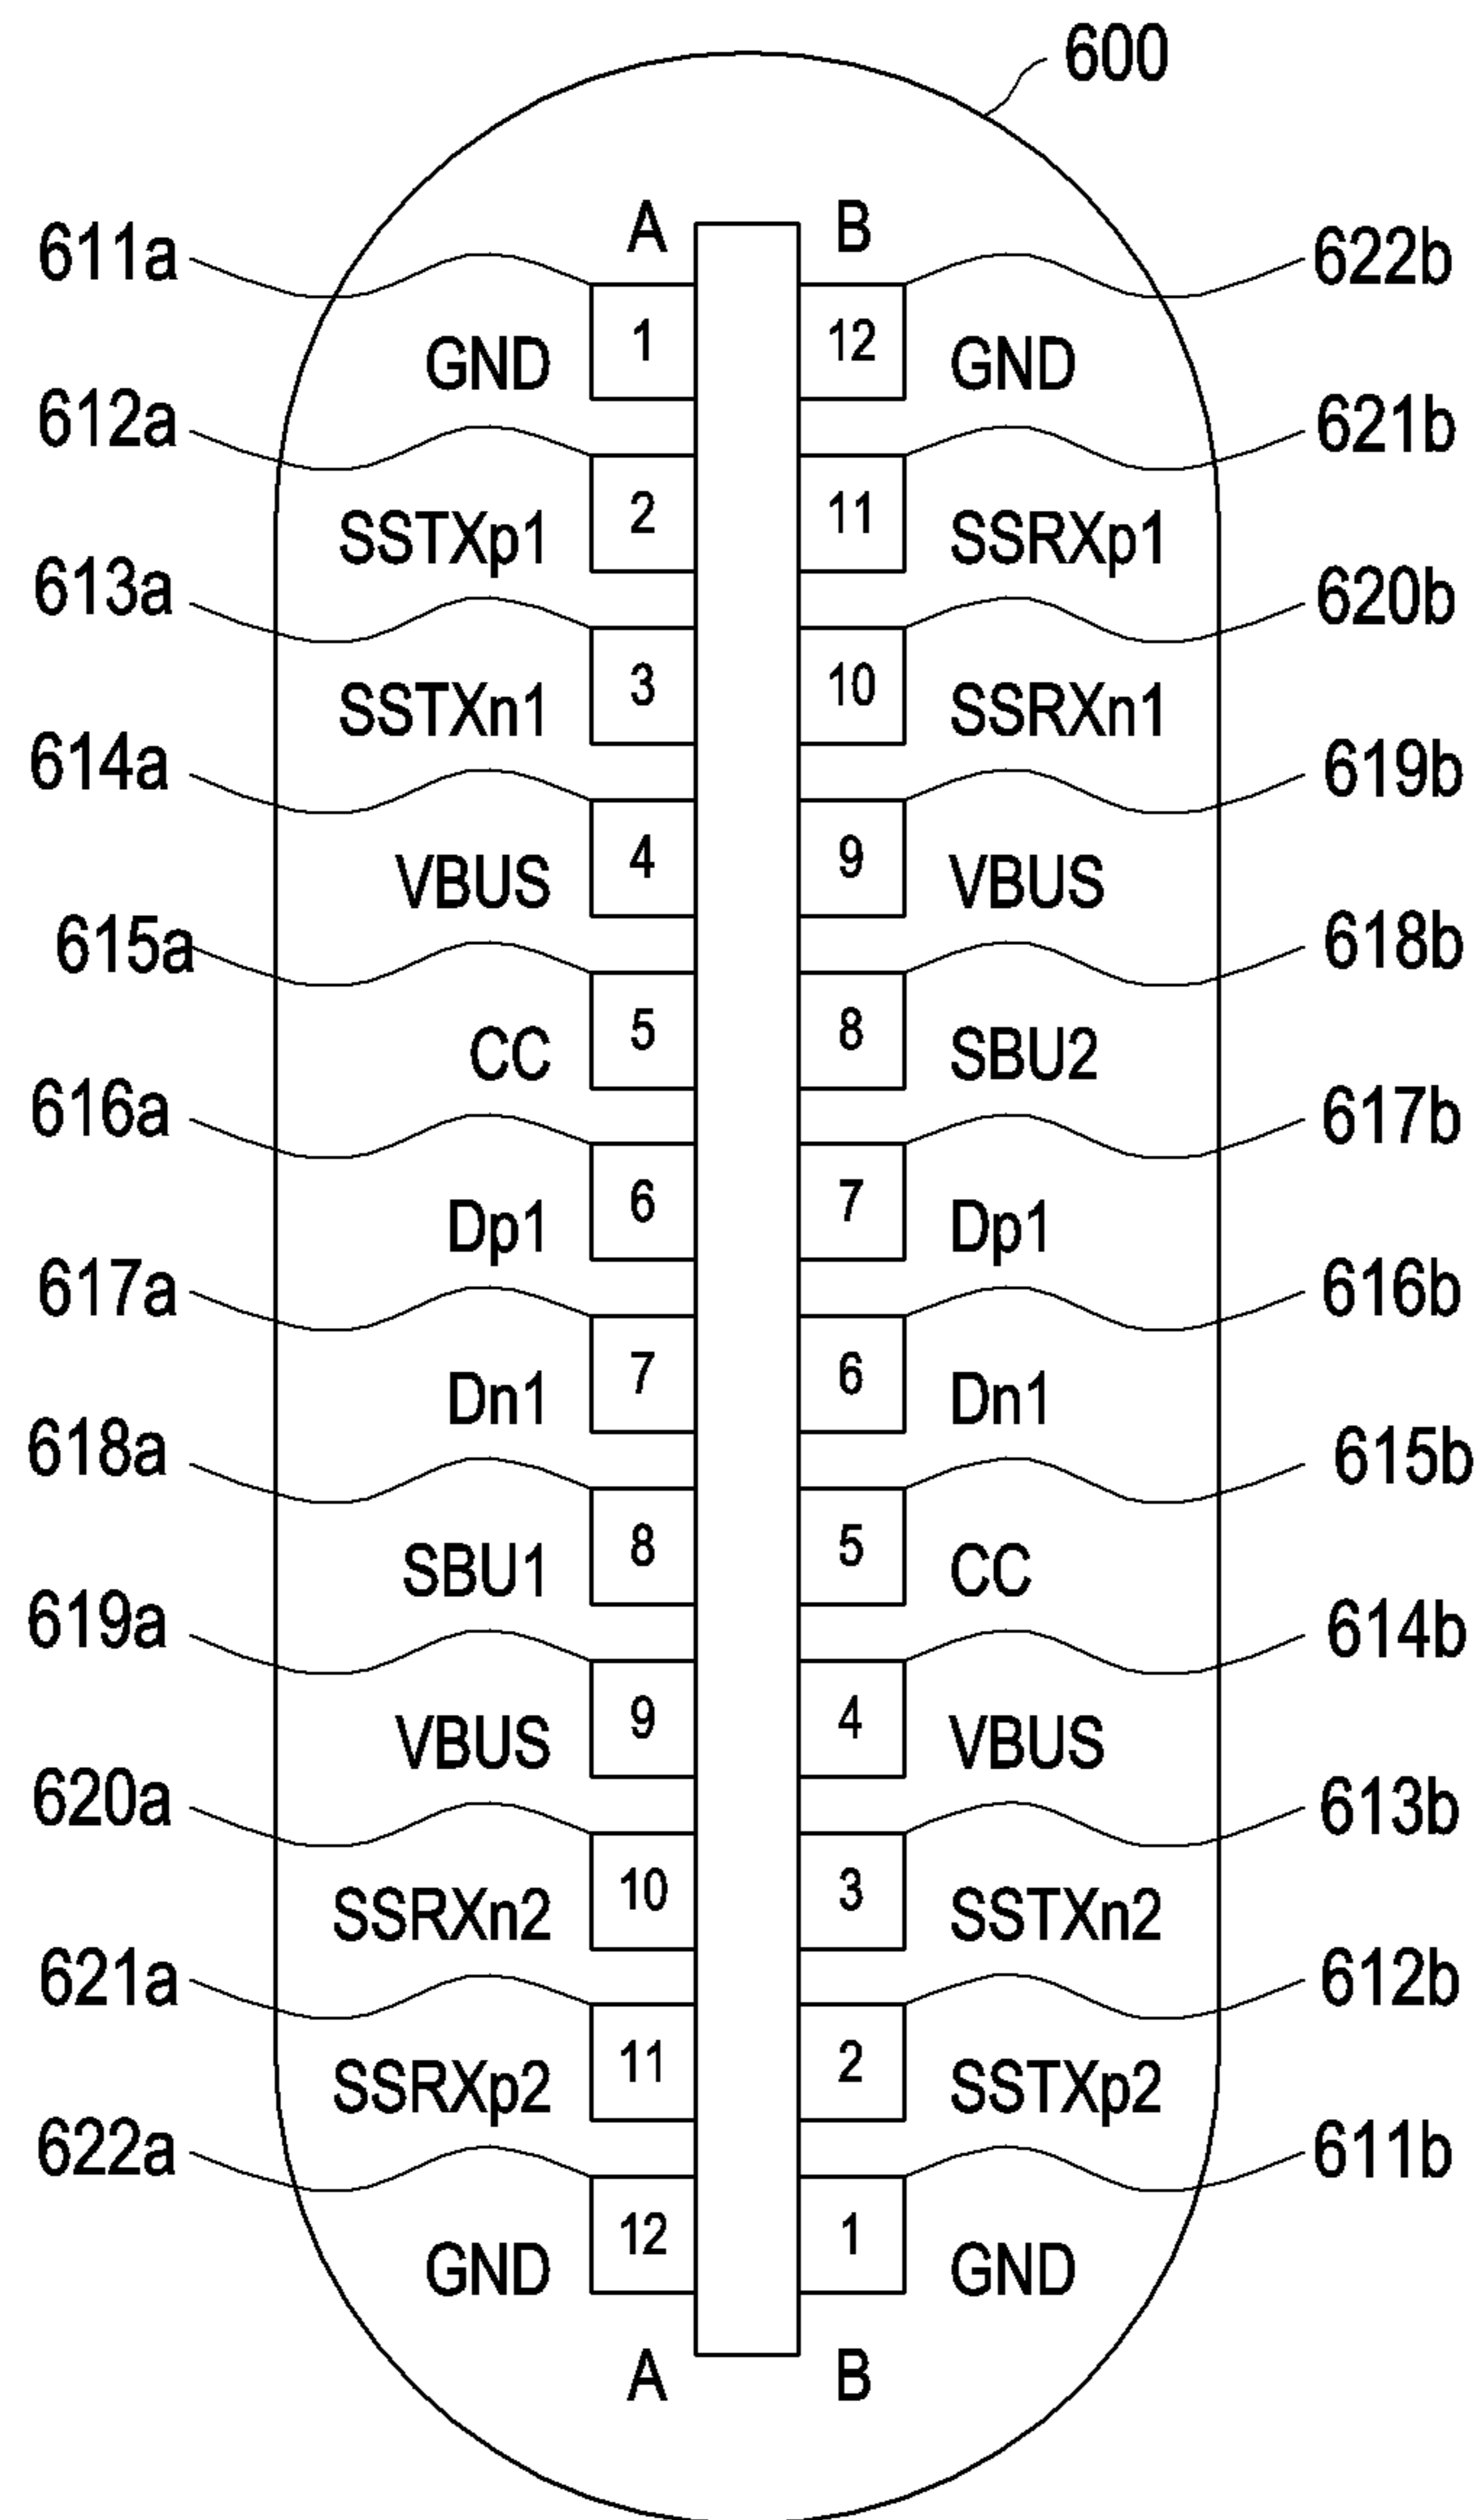 600
A B
611a 622b
1 12
GND GND
612a 621b
2 11
SSTXp1 SSRXp1
613a 620b
3 10
SSTXn1 SSRXn1
614a 619b
4 9
VBUS VBUS
615a 618b
5 8
CC SBU2
616a 617b
6 7
Dp1 Dp1
617a 616b
7 6
Dn1 Dn1
618a 615b
8 5
SBU1 CC
619a 614b
9 4
VBUS VBUS
620a 613b
10 3
SSRXn2 SSTXn2
621a 612b
11 2
SSRXp2 SSTXp2
622a 611b
12 1
GND GND
A B